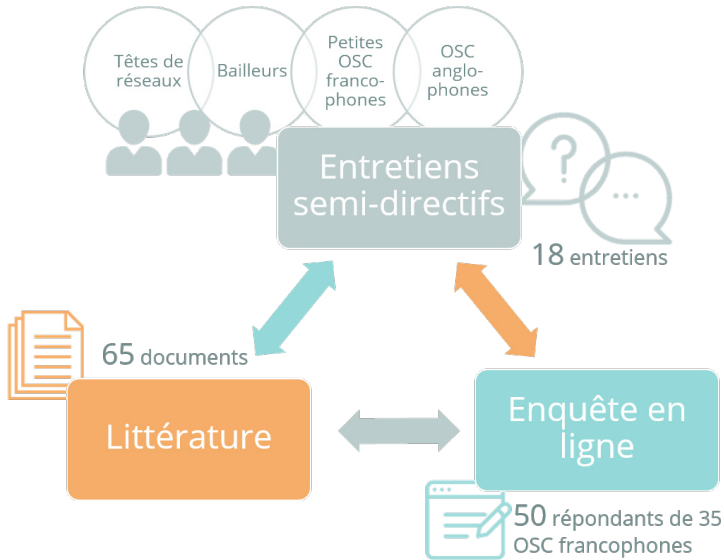 Têtes de
réseaux
Bailleurs
Petites
OSC
franco-
phones
OSC
anglo-
phones
Entretiens
semi-directifs
?
...
18 entretiens
65 documents
Littérature
Enquête en
ligne
50 répondants de 35
OSC francophones